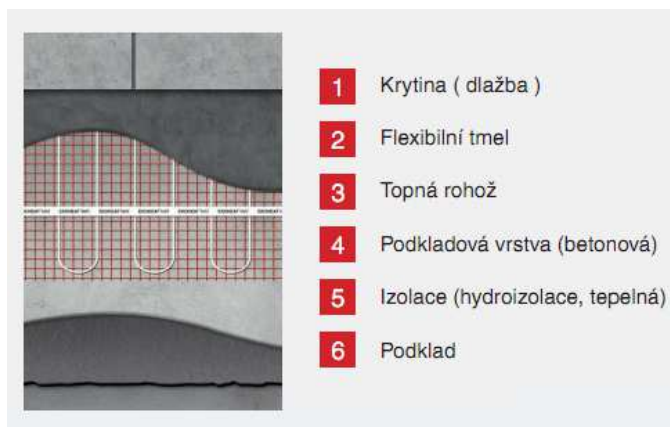 1 Krytina ( dlažba )
2 Flexibilní tmel
3 Topná rohož
4 Podkladová vrstva (betonová)
5 Izolace (hydroizolace, tepelná)
6 Podklad